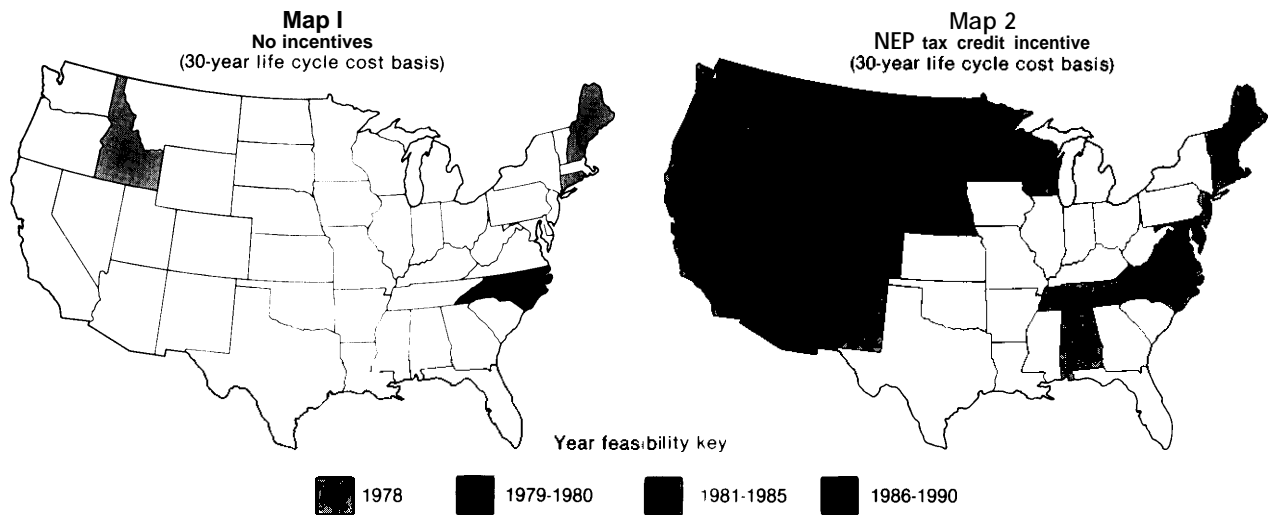 Map I
No incentives
(30-year life cycle cost basis)
Map 2
NEP tax credit incentive
(30-year life cycle cost basis)
Year feasibility key
1978
1979-1980
1981-1985
1986-1990